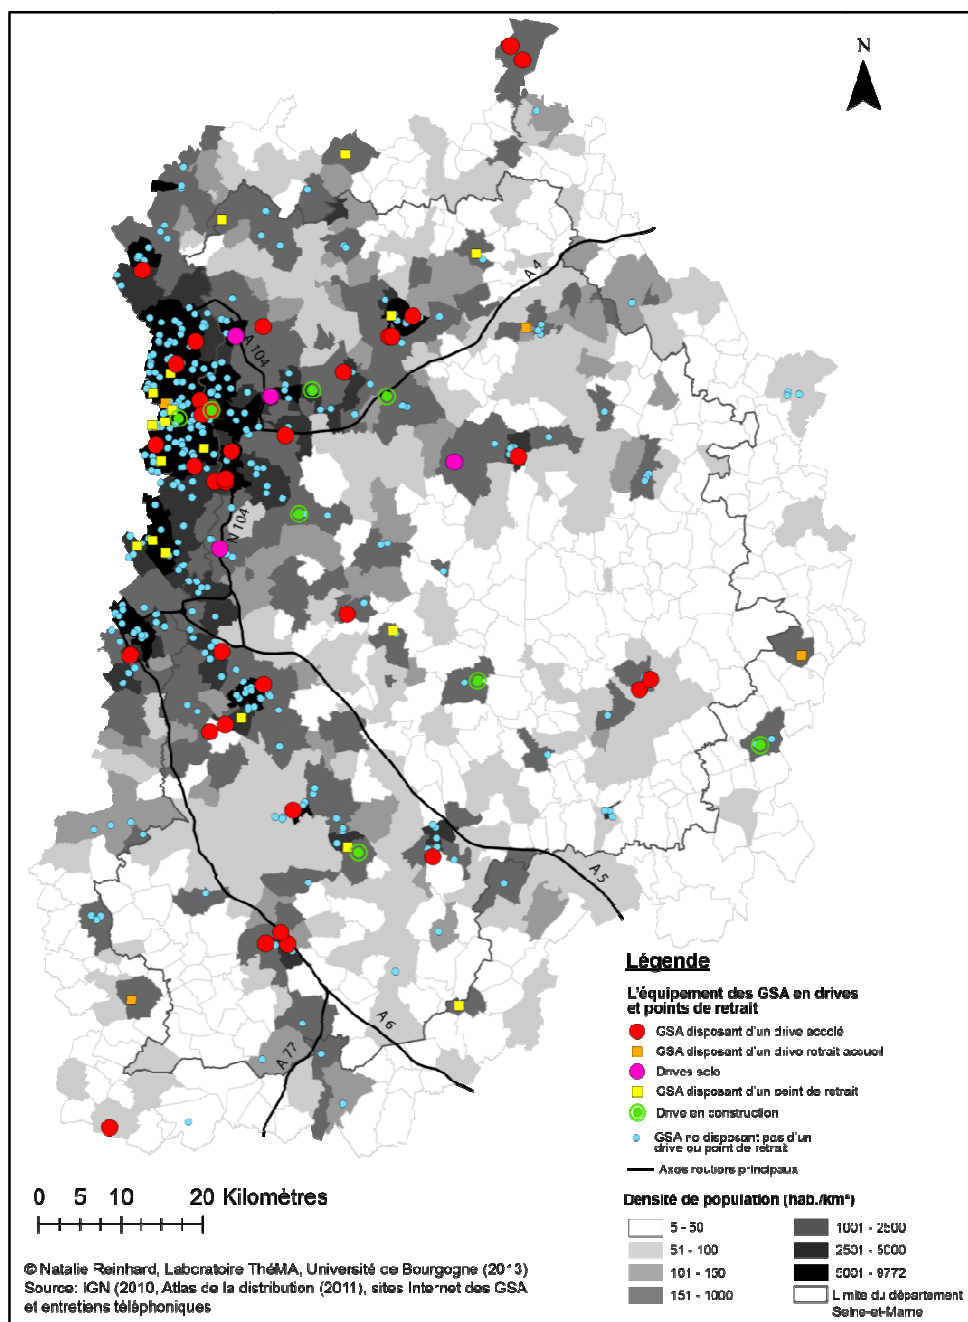 N
A 4
A 104
N 104
A 5
A 6
A 77
Légende
L'équipement des GSA en drives
et points de retrait
GSA disposant d'un drive accolé
GSA disposant d'un drive retrait accueil
Drives solo
GSA disposant d'un point de retrait
Drive en construction
GSA ne disposant pas d'un
drive ou point de retrait
Axes routiers principaux
Densité de population (hab./km²)
5 - 50
51 - 100
101 - 150
151 - 1000
1001 - 2500
2501 - 5000
5001 - 9772
Limite du département
Seine-et-Marne
0 5 10 20 Kilomètres
© Natalie Reinhard, Laboratoire ThéMA, Université de Bourgogne (2013)
Source: IGN (2010, Atlas de la distribution (2011), sites Internet des GSA
et entretiens téléphoniques